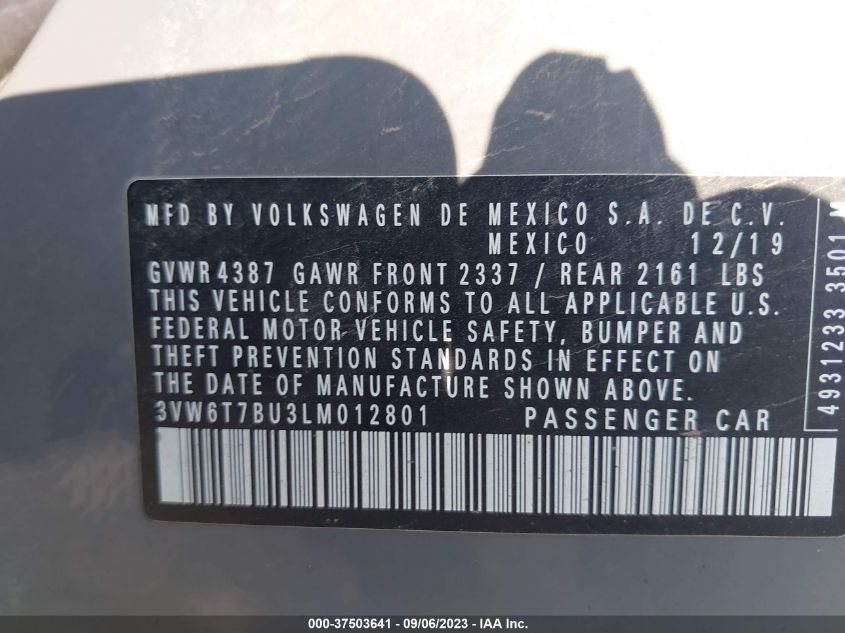 MFD BY VOLKSWAGEN DE MEXICO S.A. DE C.V.
MEXICO 12/19
GVWR 4387 GAWR FRONT 2337 / REAR 2161 LBS
THIS VEHICLE CONFORMS TO ALL APPLICABLE U.S.
FEDERAL MOTOR VEHICLE SAFETY, BUMPER AND
THEFT PREVENTION STANDARDS IN EFFECT ON
THE DATE OF MANUFACTURE SHOWN ABOVE.
3VW6T7BU3LM012801 PASSENGER CAR
4931233 3501 M
000-37503641 - 09/06/2023 - IAA Inc.